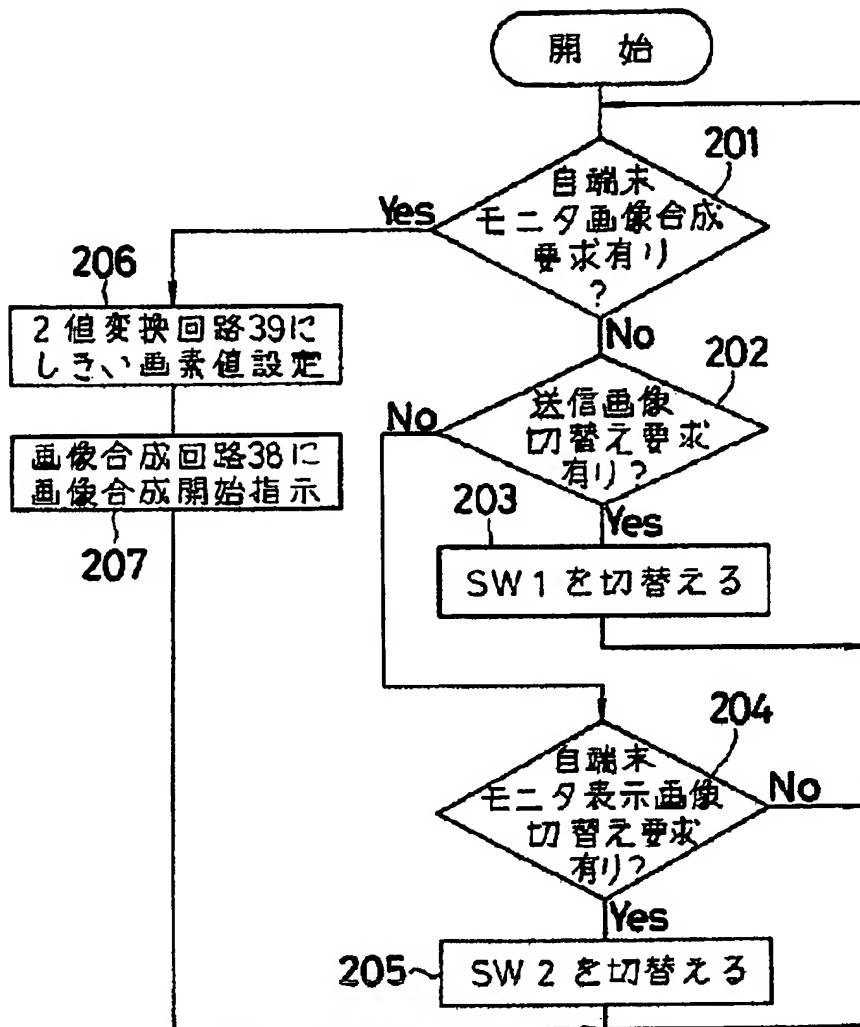 開始
201
自端末
モニタ画像合成
要求有り
?
Yes
No
206
2値変換回路39に
しきい画素値設定
画像合成回路38に
画像合成開始指示
207
202
送信画像
切替え要求
有り?
No
Yes
203
SW1を切替える
204
自端末
モニタ表示画像
切替え要求
有り?
No
Yes
205
SW2を切替える